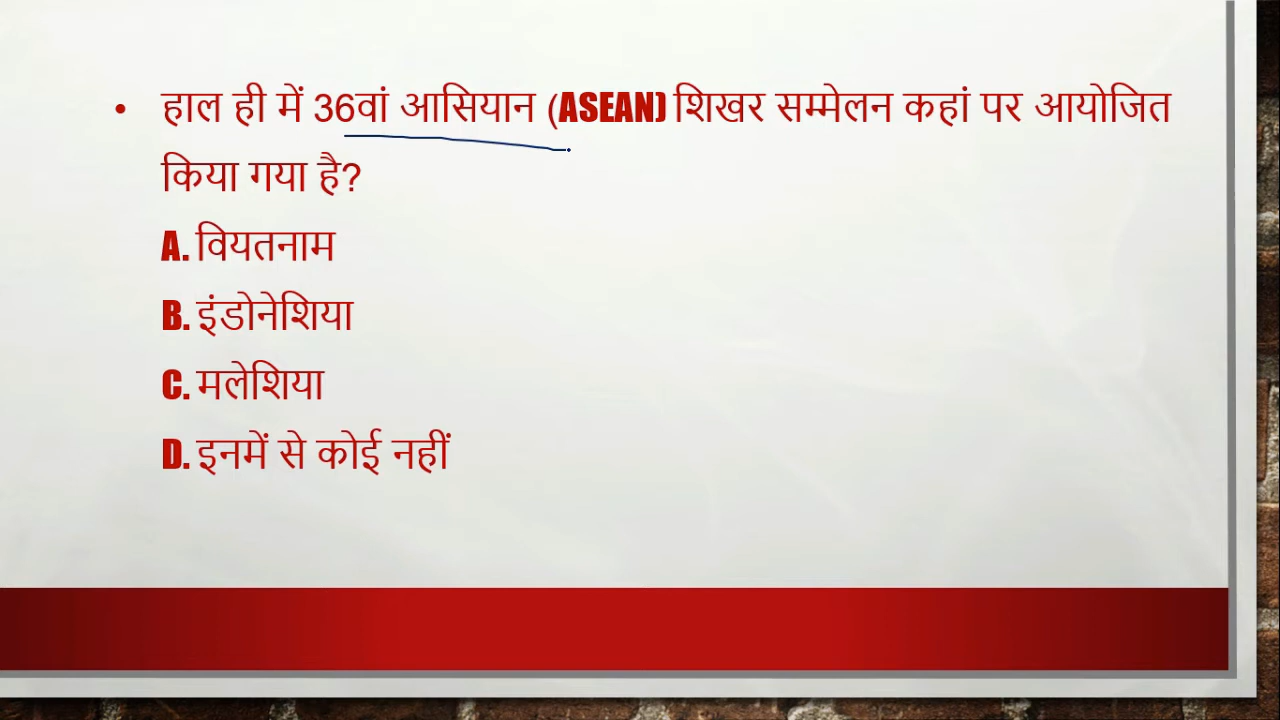 • हाल ही में 36वां आसियान (ASEAN) शिखर सम्मेलन कहां पर आयोजित
किया गया है?
A. वियतनाम
B. इंडोनेशिया
C. मलेशिया
D. इनमें से कोई नहीं